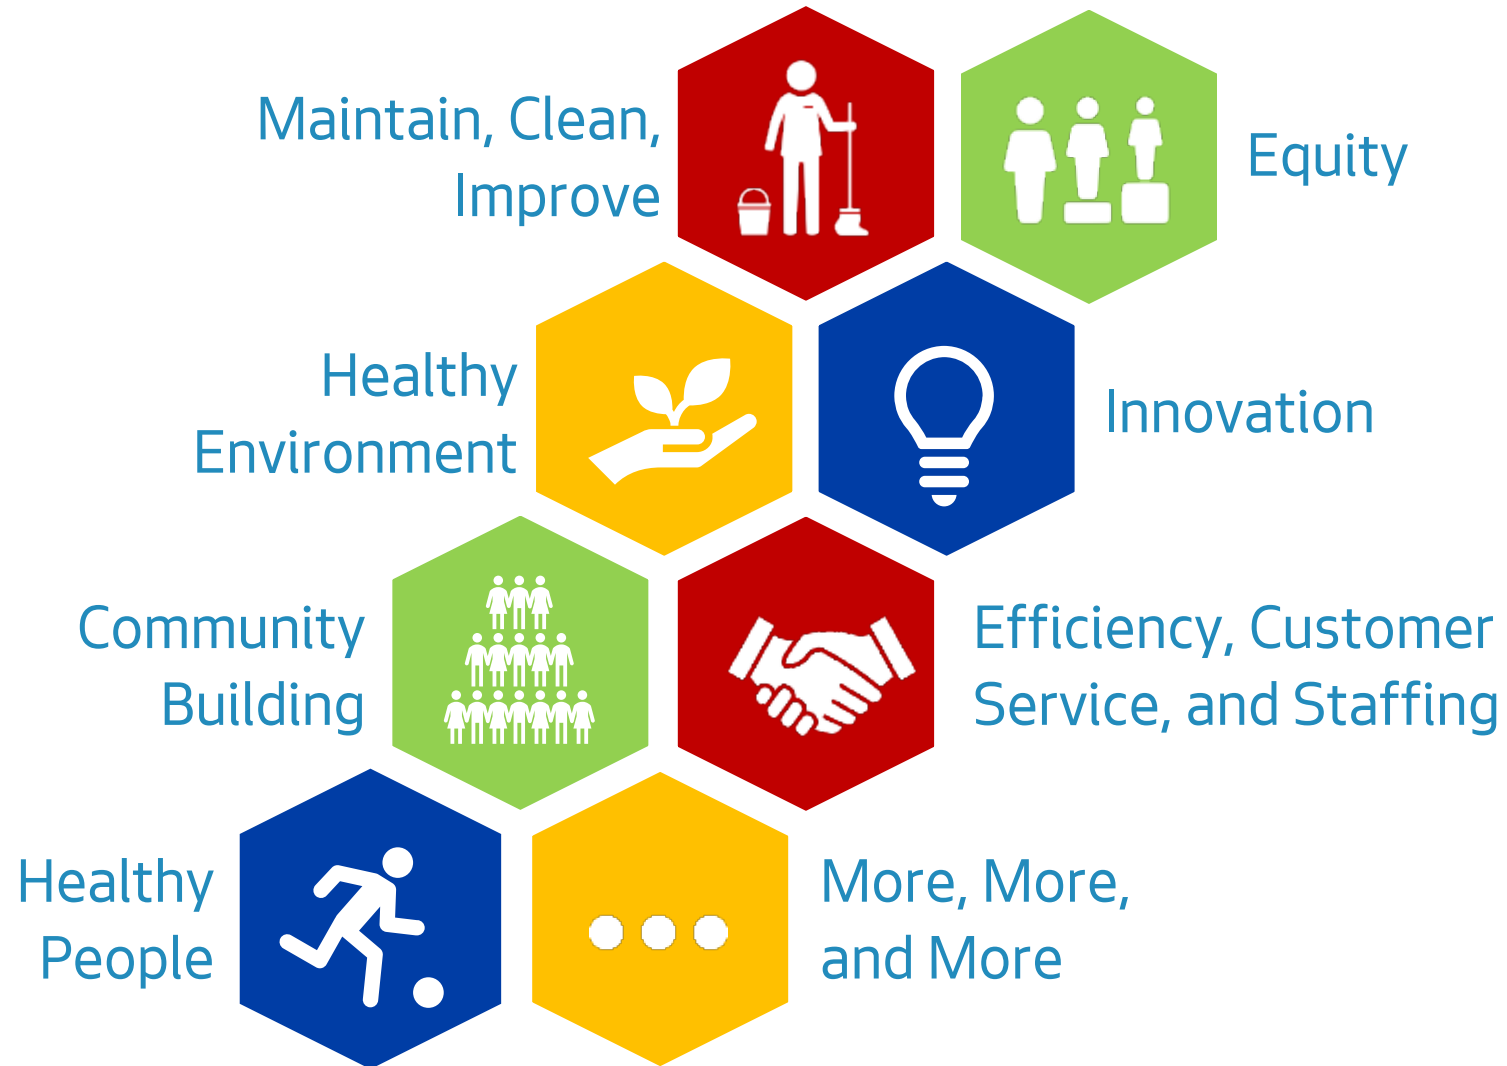 Maintain, Clean,
Improve
Equity
Healthy
Environment
Innovation
Community
Building
Efficiency, Customer
Service, and Staffing
Healthy
People
More, More,
and More